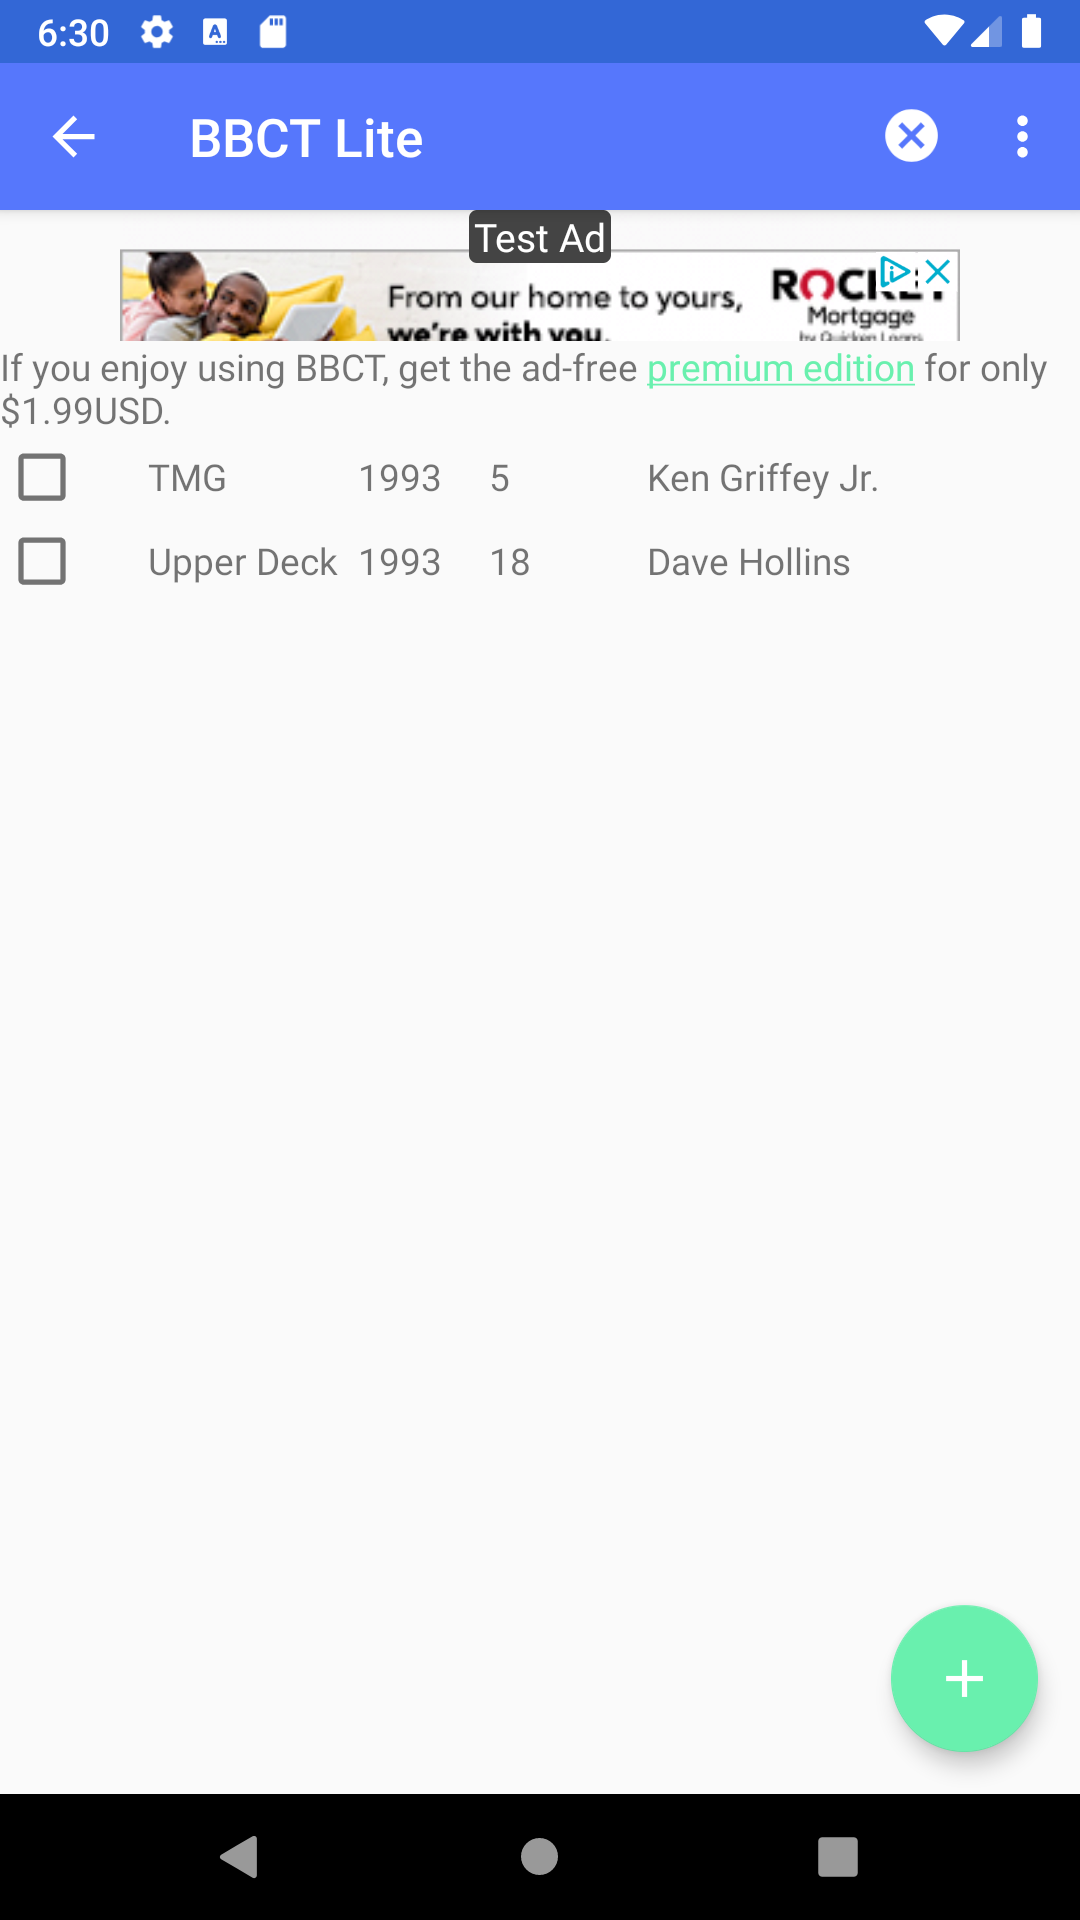 6:30
BBCT Lite
Test Ad
From our home to yours,
we're with you.
Mortgage
by Quicken Loans
If you enjoy using BBCT, get the ad-free premium edition for only
$1.99USD.
TMG 1993 5 Ken Griffey Jr.
Upper Deck 1993 18 Dave Hollins